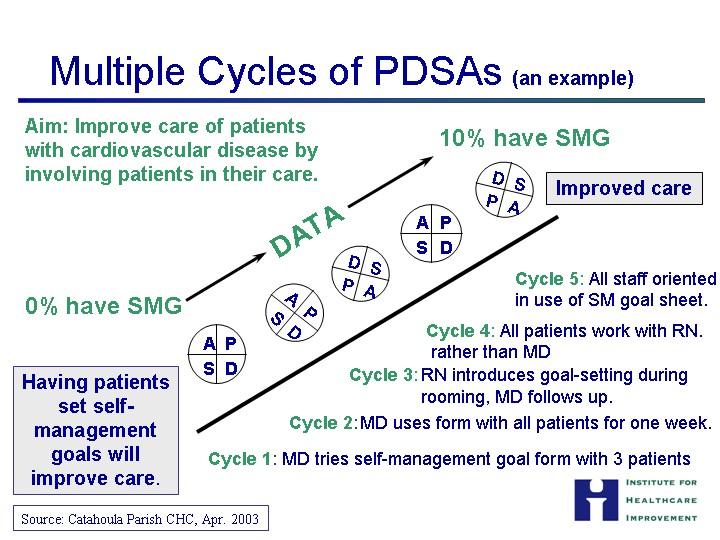 Multiple Cycles of PDSAs (an example)
Aim: Improve care of patients
with cardiovascular disease by
involving patients in their care.
10% have SMG
D S
P A
Improved care
DATA
A P
S D
D S
P A
Cycle 5: All staff oriented
in use of SM goal sheet.
0% have SMG
A P
S D
Cycle 4: All patients work with RN.
rather than MD
A P
S D
Cycle 3: RN introduces goal-setting during
rooming, MD follows up.
Having patients
set self-
management
goals will
improve care.
Cycle 2: MD uses form with all patients for one week.
Cycle 1: MD tries self-management goal form with 3 patients
INSTITUTE FOR
HEALTHCARE
IMPROVEMENT
Source: Catahoula Parish CHC, Apr. 2003